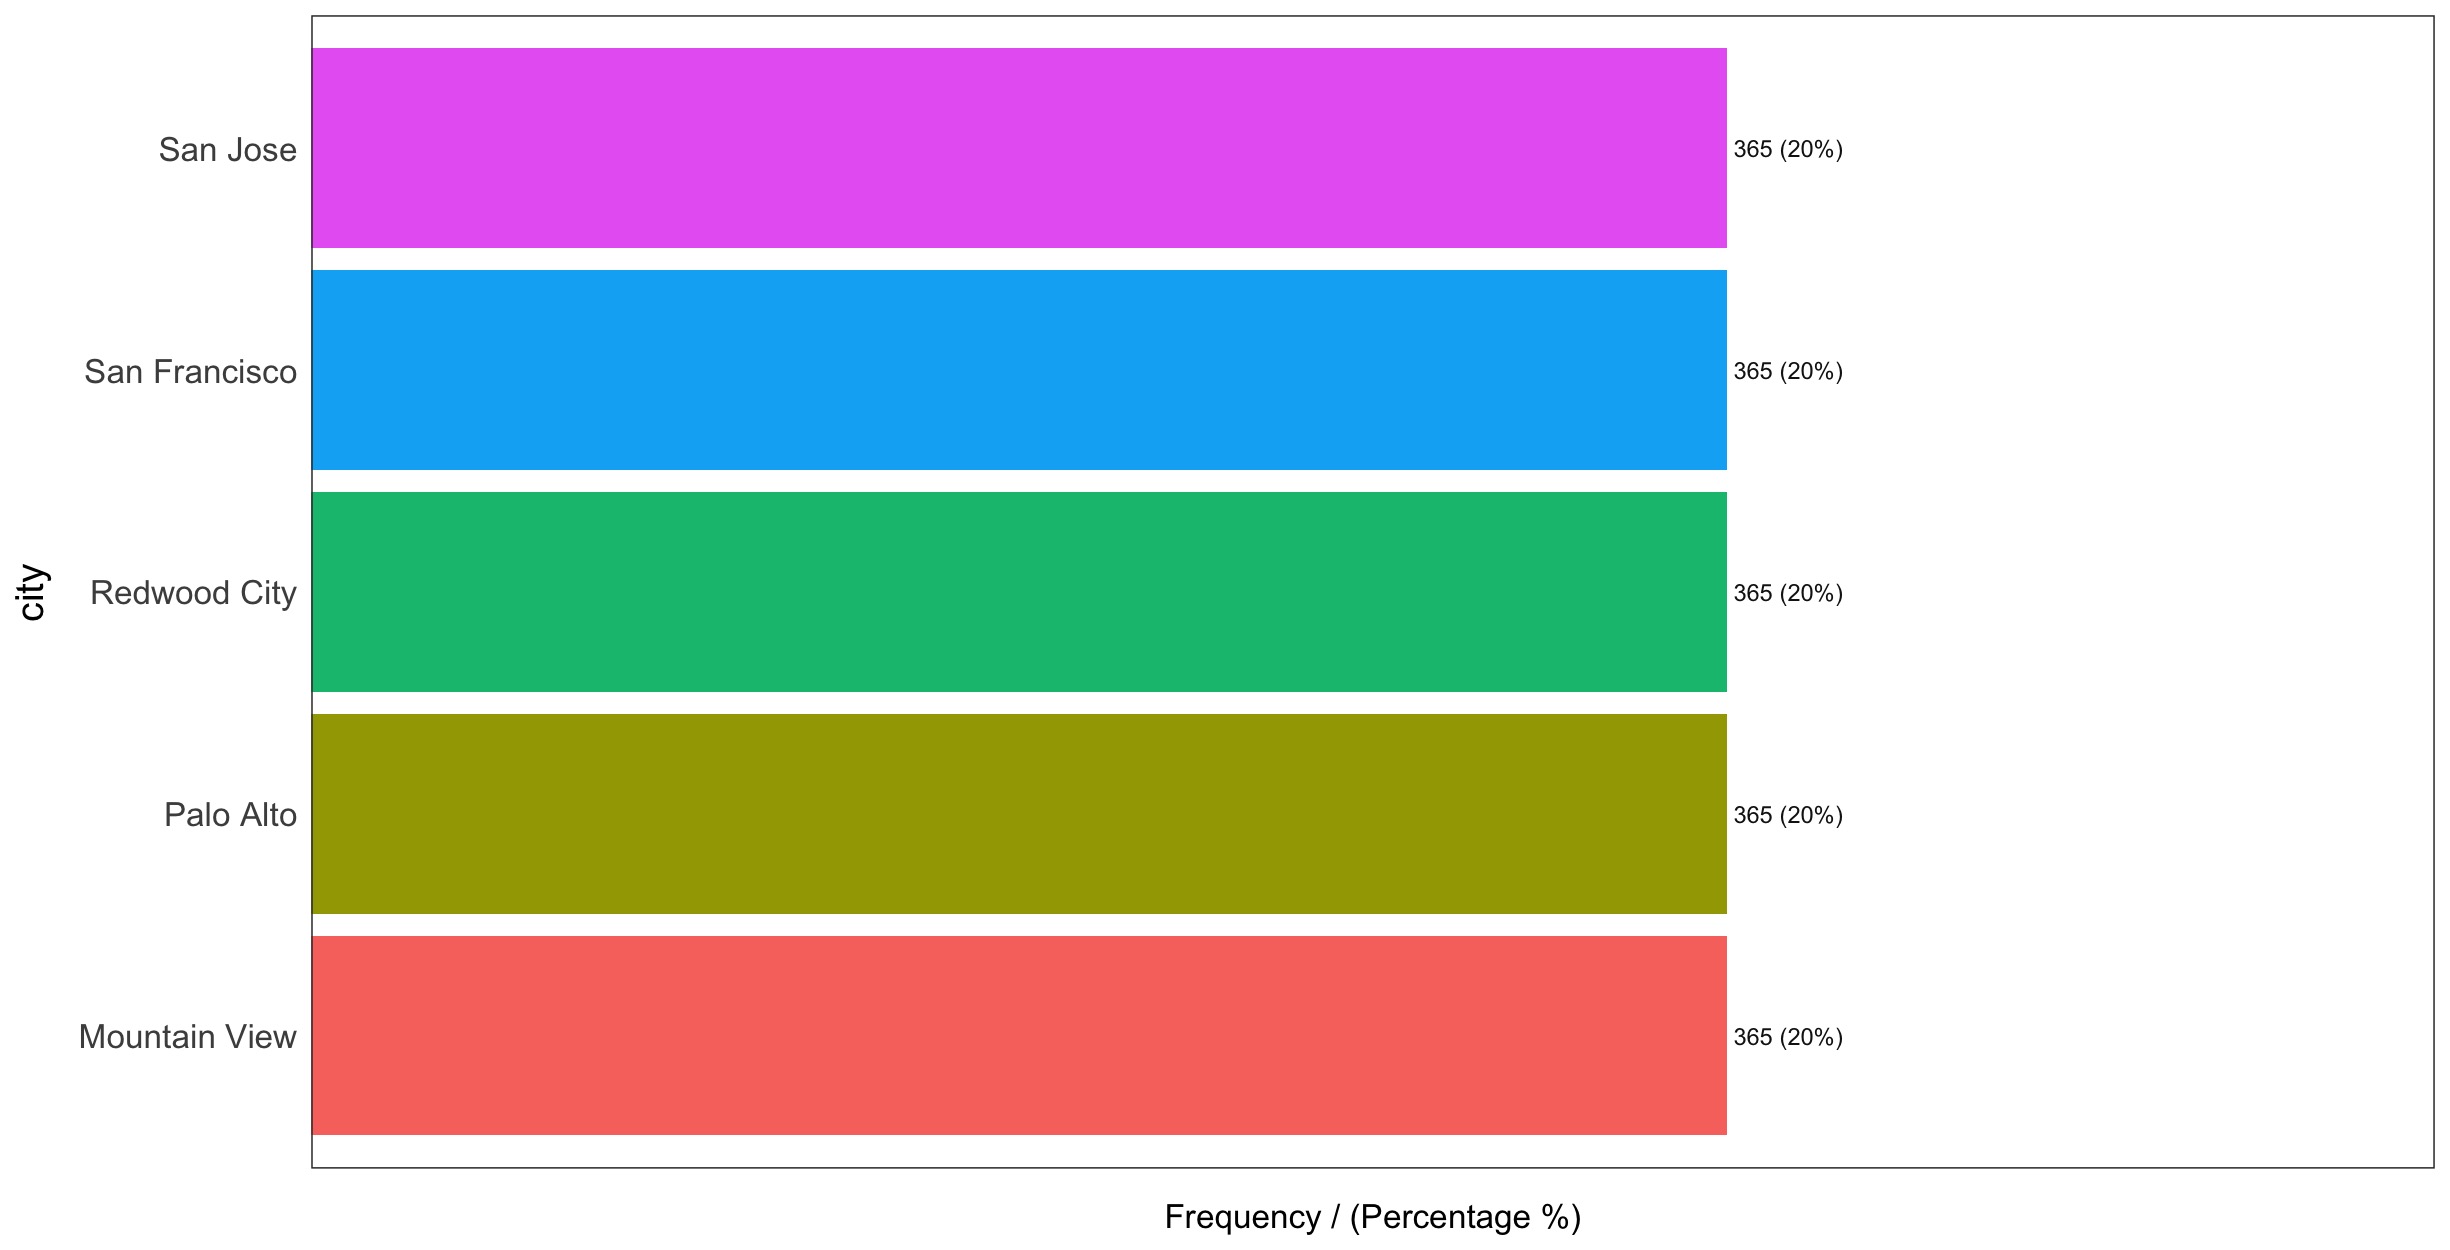 San Jose
365 (20%)
San Francisco
365 (20%)
Redwood City
365 (20%)
Palo Alto
365 (20%)
Mountain View
365 (20%)
city
Frequency / (Percentage %)